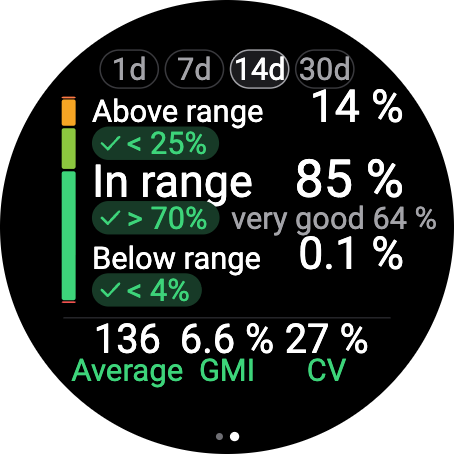 1d 7d 14d 30d
Above range 14 %
✓ < 25%
In range 85 %
✓ > 70% very good 64 %
Below range 0.1 %
✓ < 4%
136 6.6 % 27 %
Average GMI CV